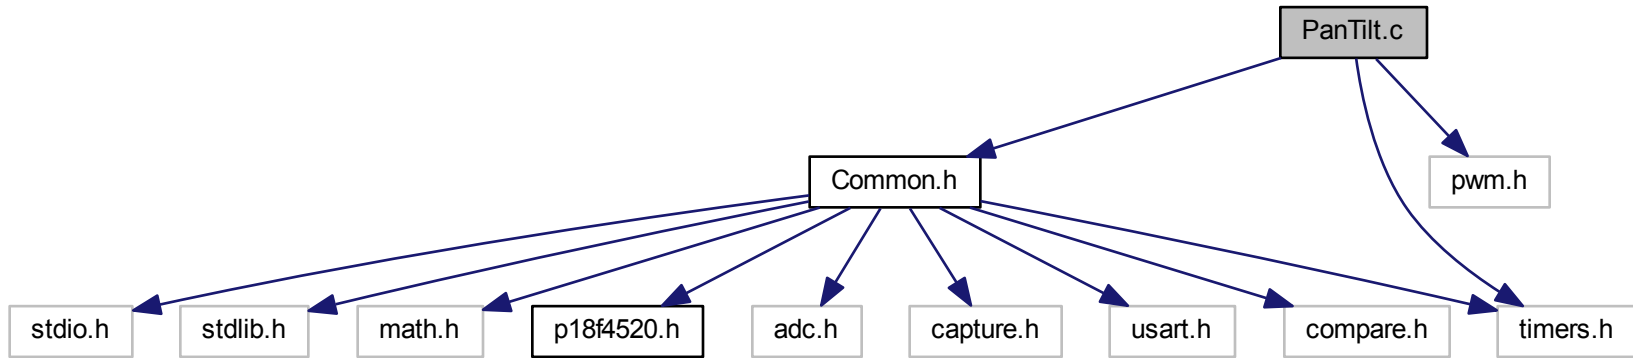 PanTilt.c
Common.h
pwm.h
stdio.h
stdlib.h
math.h
p18f4520.h
adc.h
capture.h
usart.h
compare.h
timers.h